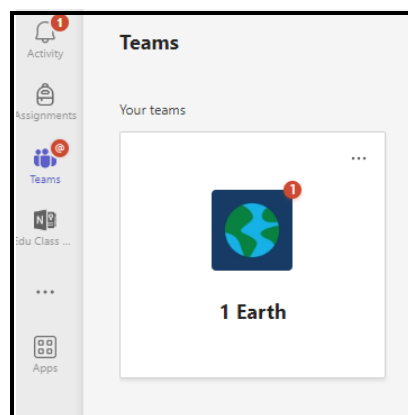 1
Activity
Assignments
@
Teams
N
Edu Class ...
...
Apps
Teams
Your teams
...
1
1 Earth